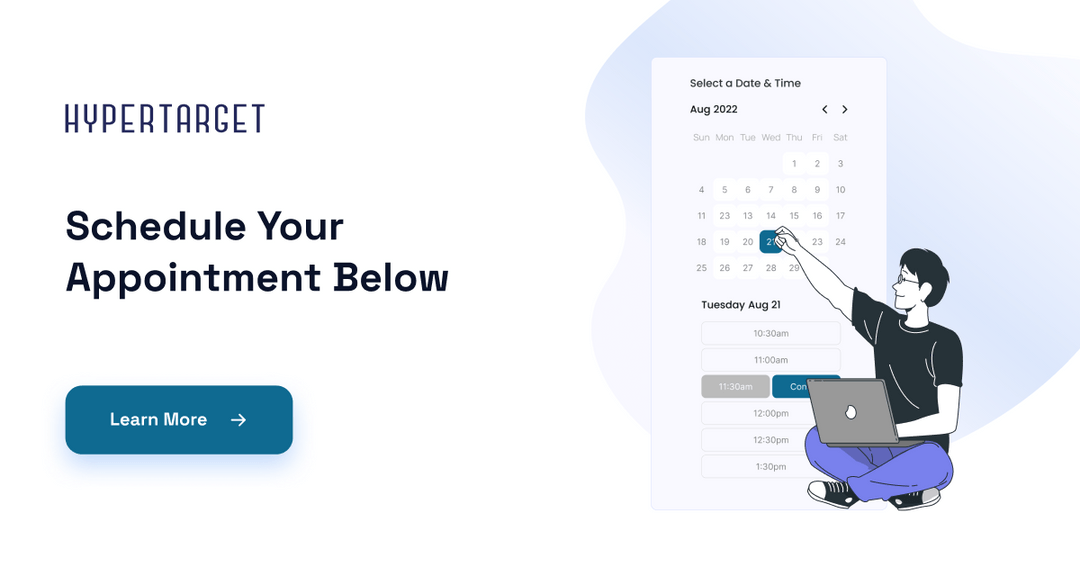 HYPERTARGET
Schedule Your
Appointment Below
Learn More
Select a Date & Time
Aug 2022
Sun Mon Tue Wed Thu Fri Sat
1 2 3
4 5 6 7 8 9 10
11 23 13 14 15 16 17
18 19 20 21 23 24
25 26 27 28 29
Tuesday Aug 21
10:30am
11:00am
11:30am Con
12:00pm
12:30pm
1:30pm